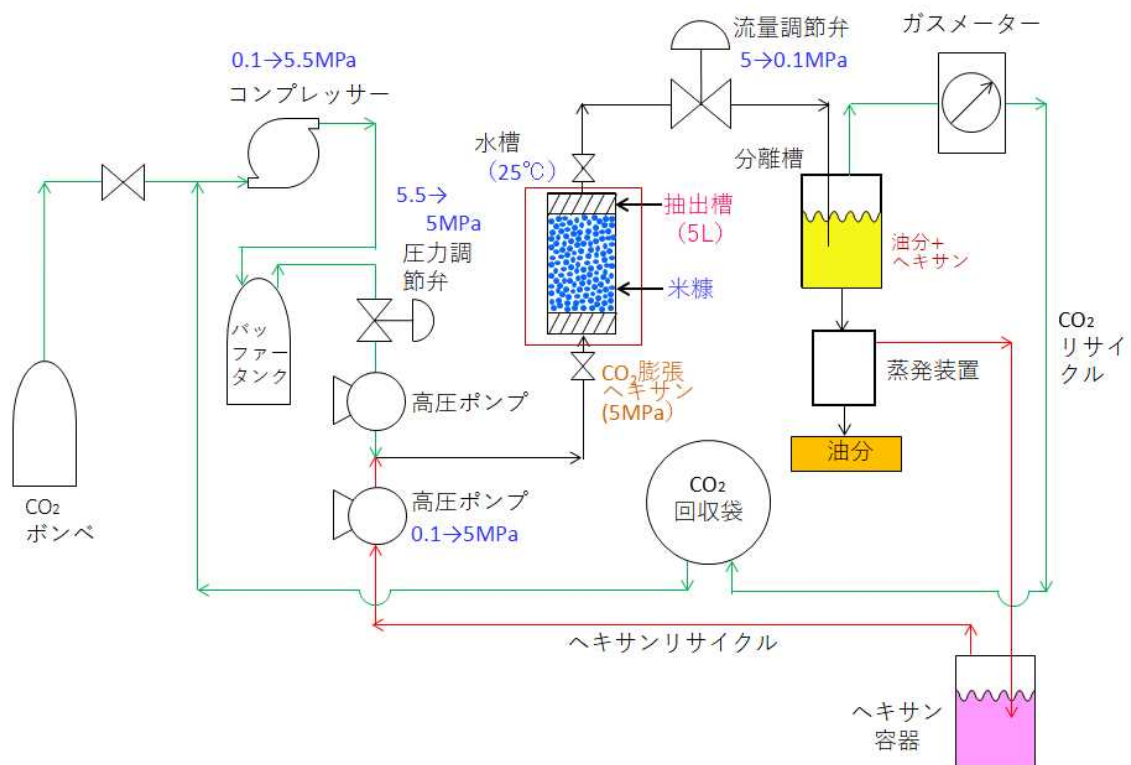 0.1→5.5MPa
コンプレッサー
流量調節弁
5→0.1MPa
ガスメーター
水槽
(25℃)
分離槽
5.5→
5MPa
圧力調
節弁
抽出槽
(5L)
油分+
ヘキサン
米糠
バッ
ファー
タンク
CO₂
リサイ
クル
高圧ポンプ
CO₂膨張
ヘキサン
(5MPa)
蒸発装置
油分
CO₂
回収袋
高圧ポンプ
0.1→5MPa
CO₂
ボンベ
ヘキサンリサイクル
ヘキサン
容器